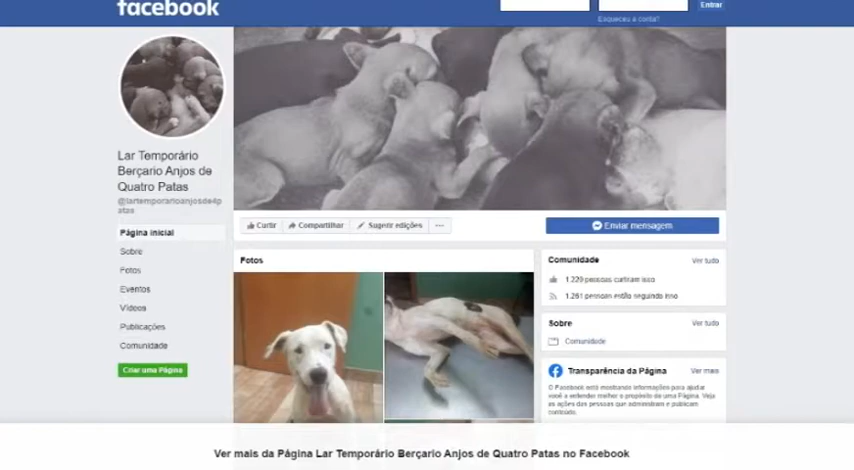 facebook
Entrar
Esqueceu a conta?
Lar Temporário
Berçario Anjos de
Quatro Patas
@lartemporarioanjosde4p
atas
Página inicial
Sobre
Fotos
Eventos
Vídeos
Publicações
Comunidade
Criar uma Página
Curtir
Compartilhar
Sugerir edições
...
Enviar mensagem
Fotos
Comunidade
Ver tudo
1.220 pessoas curtiram isso
1.261 pessoas estão seguindo isso
Sobre
Ver tudo
Comunidade
Transparência da Página
Ver mais
O Facebook está mostrando informações para ajudar
você a entender melhor o propósito de uma Página. Veja
as ações das pessoas que administram e publicam
conteúdo.
Ver mais da Página Lar Temporário Berçario Anjos de Quatro Patas no Facebook